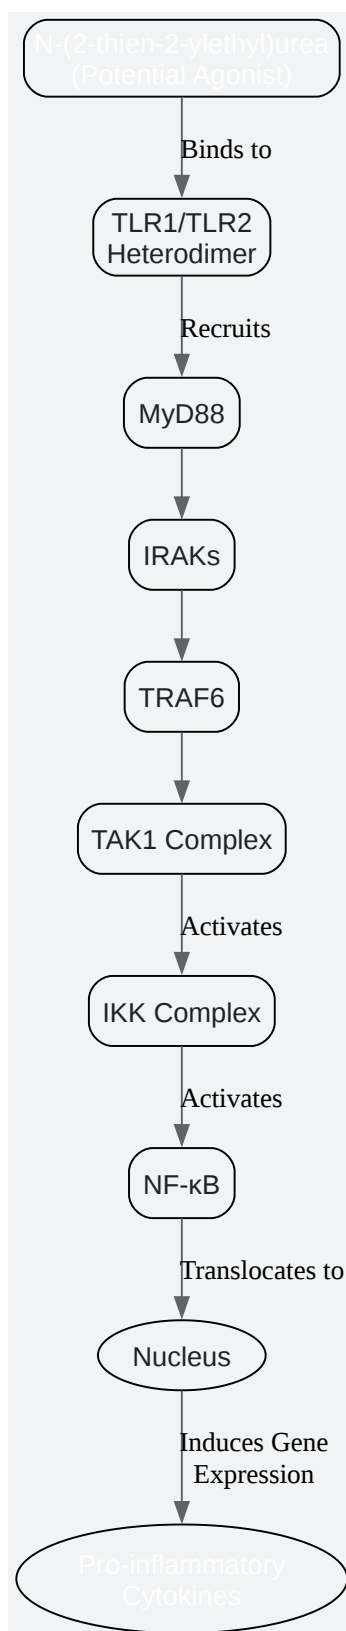 N-(2-thien-2-ylethyl)urea
(Potential Agonist)
Binds to
TLR1/TLR2
Heterodimer
Recruits
MyD88
IRAKs
TRAF6
TAK1 Complex
Activates
IKK Complex
Activates
NF-κB
Translocates to
Nucleus
Induces Gene
Expression
Pro-inflammatory
Cytokines